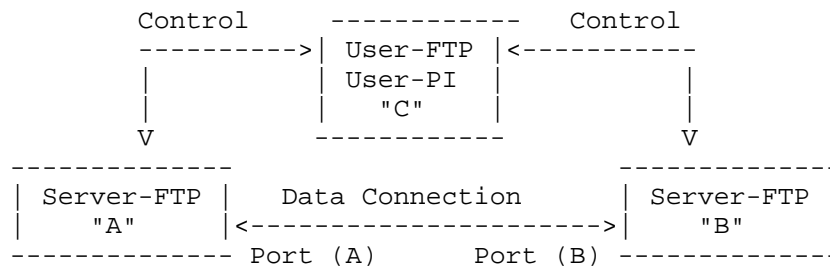 Control     ------------   Control
---------->| User-FTP |<-----------
|          | User-PI  |           |
|          |   "C"    |           |
V          ------------           V
--------------                        --------------
| Server-FTP |   Data Connection      | Server-FTP
|    "A"     |<---------------------->|    "B"
-------------- Port (A)      Port (B) --------------